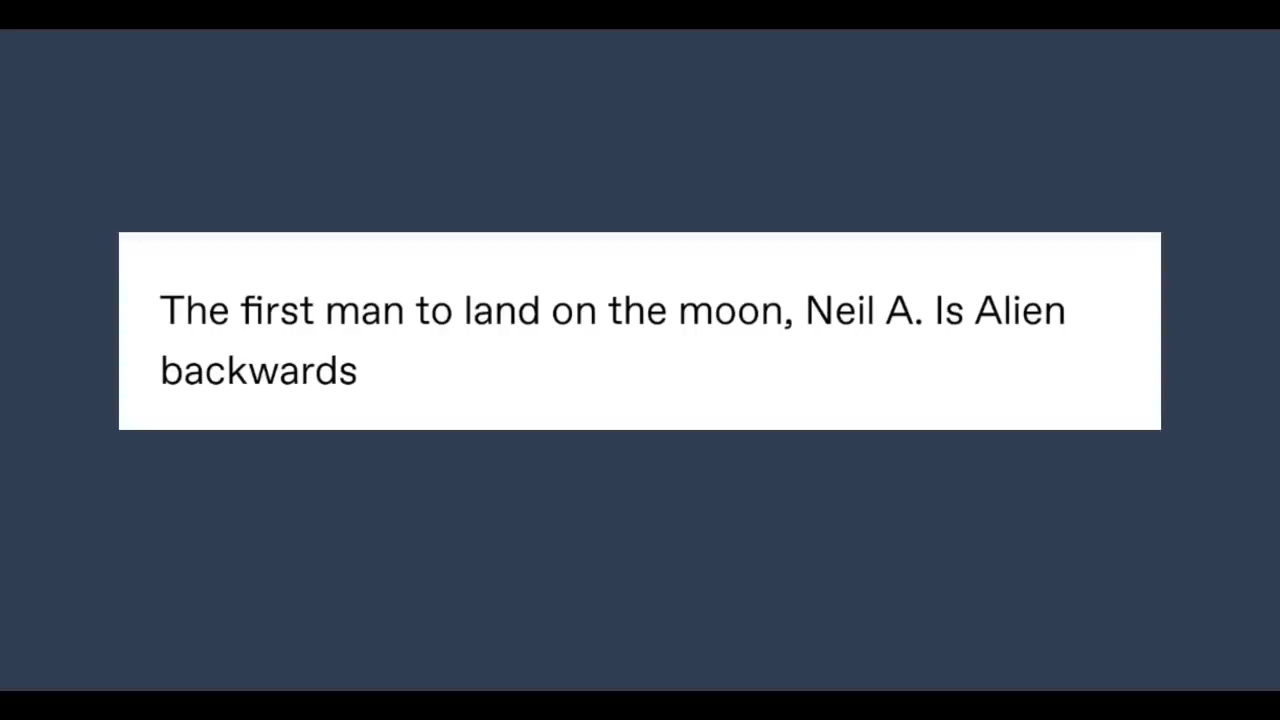 The first man to land on the moon, Neil A. Is Alien
backwards